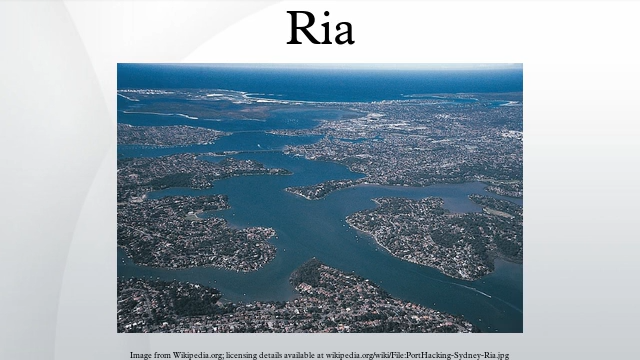 Ria
Image from Wikipedia.org; licensing details available at wikipedia.org/wiki/File:PortHacking-Sydney-Ria.jpg